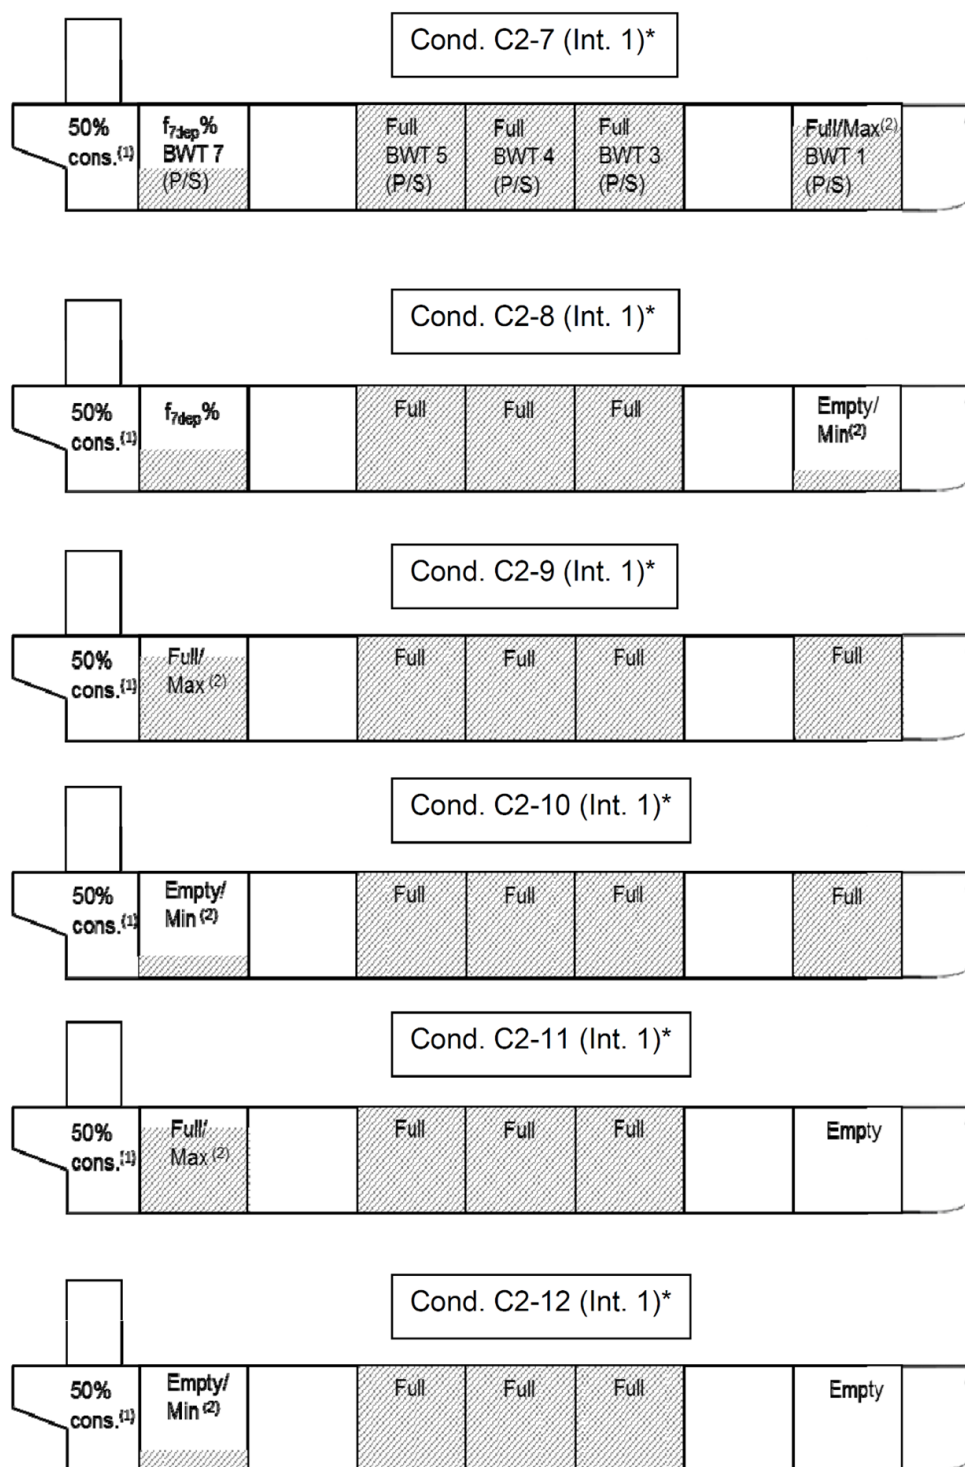 Cond. C2-7 (Int. 1)*
50%
cons.(1)
f7dep%
BWT 7
(P/S)
Full
BWT 5
(P/S)
Full
BWT 4
(P/S)
Full
BWT 3
(P/S)
Full/Max(2)
BWT 1
(P/S)
Cond. C2-8 (Int. 1)*
50%
cons.(1)
f7dep%
Full
Full
Full
Empty/
Min(2)
Cond. C2-9 (Int. 1)*
50%
cons.(1)
Full/
Max (2)
Full
Full
Full
Full
Cond. C2-10 (Int. 1)*
50%
cons.(1)
Empty/
Min (2)
Full
Full
Full
Full
Cond. C2-11 (Int. 1)*
50%
cons.(1)
Full/
Max (2)
Full
Full
Full
Empty
Cond. C2-12 (Int. 1)*
50%
cons.(1)
Empty/
Min (2)
Full
Full
Full
Empty